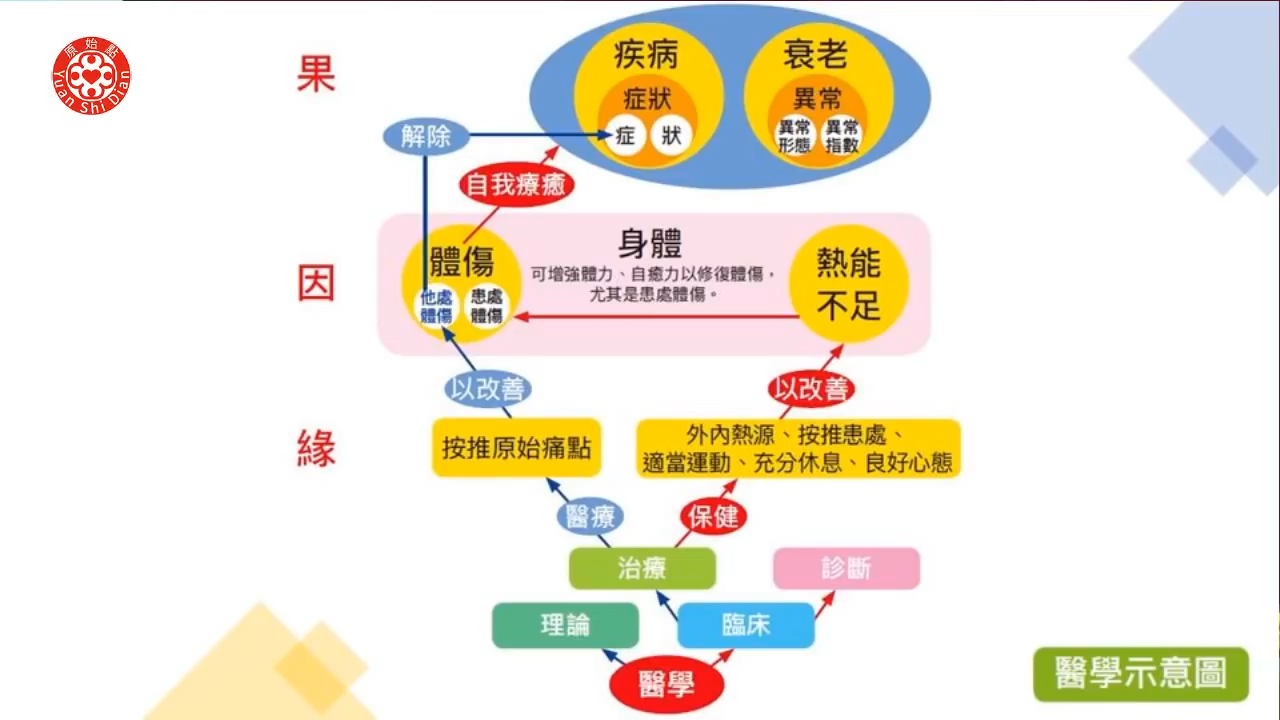 原始點
Yuan Shi Dian
果
疾病
症狀
症
狀
衰老
異常
異常
形態
異常
指數
解除
自我療癒
因
體傷
他處
體傷
患處
體傷
身體
可增強體力、自癒力以修復體傷，
尤其是患處體傷。
熱能
不足
以改善
以改善
緣
按推原始痛點
外內熱源、按推患處、
適當運動、充分休息、良好心態
醫療
保健
治療
診斷
理論
臨床
醫學
醫學示意圖